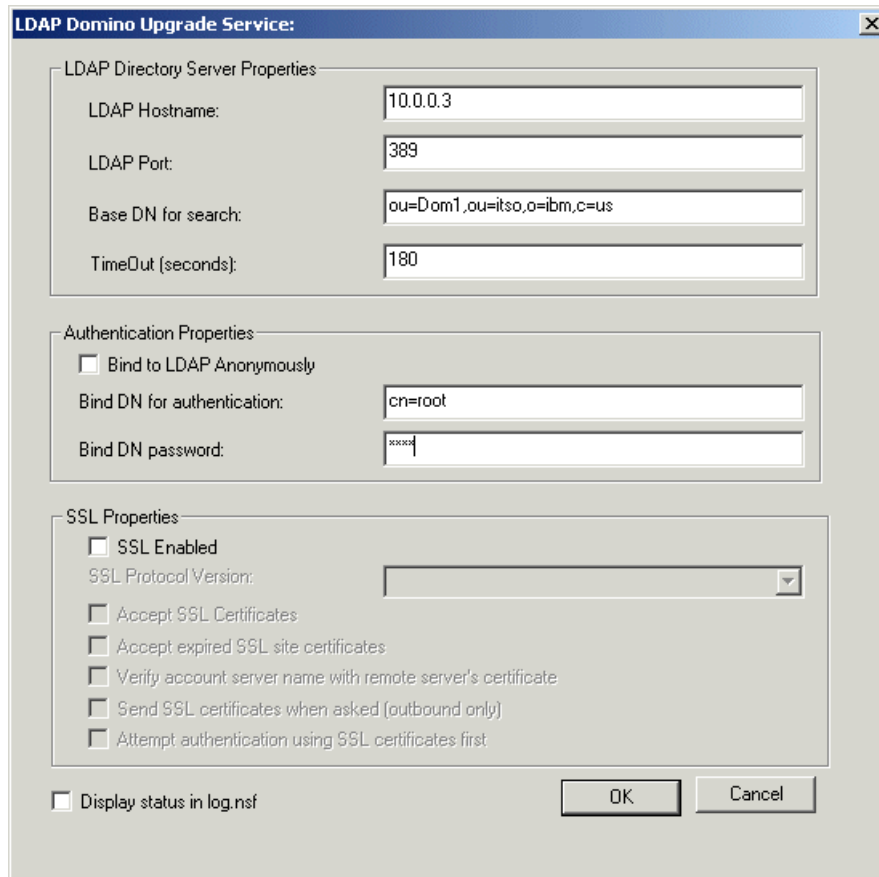 LDAP Domino Upgrade Service:
LDAP Directory Server Properties
LDAP Hostname: 10.0.0.3
LDAP Port: 389
Base DN for search: ou=Dom1,ou=itso,o=ibm,c=us
TimeOut (seconds): 180
Authentication Properties
Bind to LDAP Anonymously
Bind DN for authentication: cn=root
Bind DN password: ****
SSL Properties
SSL Enabled
SSL Protocol Version:
Accept SSL Certificates
Accept expired SSL site certificates
Verify account server name with remote server's certificate
Send SSL certificates when asked (outbound only)
Attempt authentication using SSL certificates first
Display status in log.nsf OK Cancel